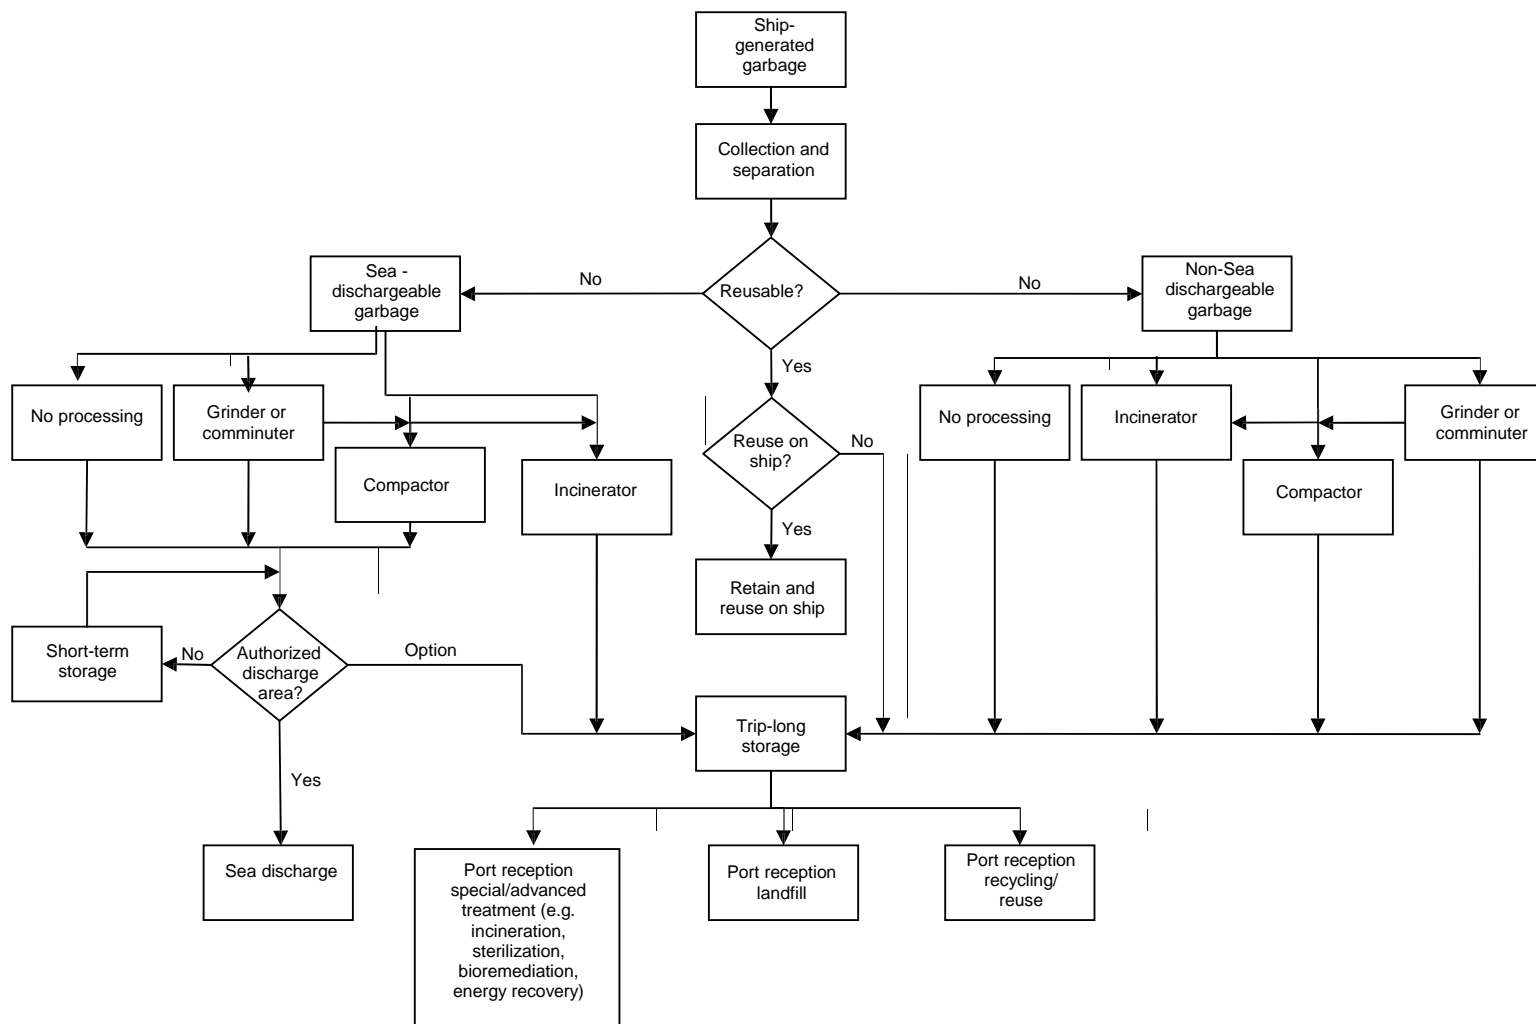 Ship-
generated
garbage
Collection and
separation
Sea -
dischargeable
garbage
No
Reusable?
No
Non-Sea
dischargeable
garbage
Yes
No processing
Grinder or
comminuter
Compactor
Incinerator
Reuse on
ship?
No
No processing
Incinerator
Compactor
Grinder or
comminuter
Yes
Retain and
reuse on ship
Short-term
storage
No
Authorized
discharge
area?
Option
Trip-long
storage
Yes
Sea discharge
Port reception
special/advanced
treatment (e.g.
incineration,
sterilization,
bioremediation,
energy recovery)
Port reception
landfill
Port reception
recycling/
reuse